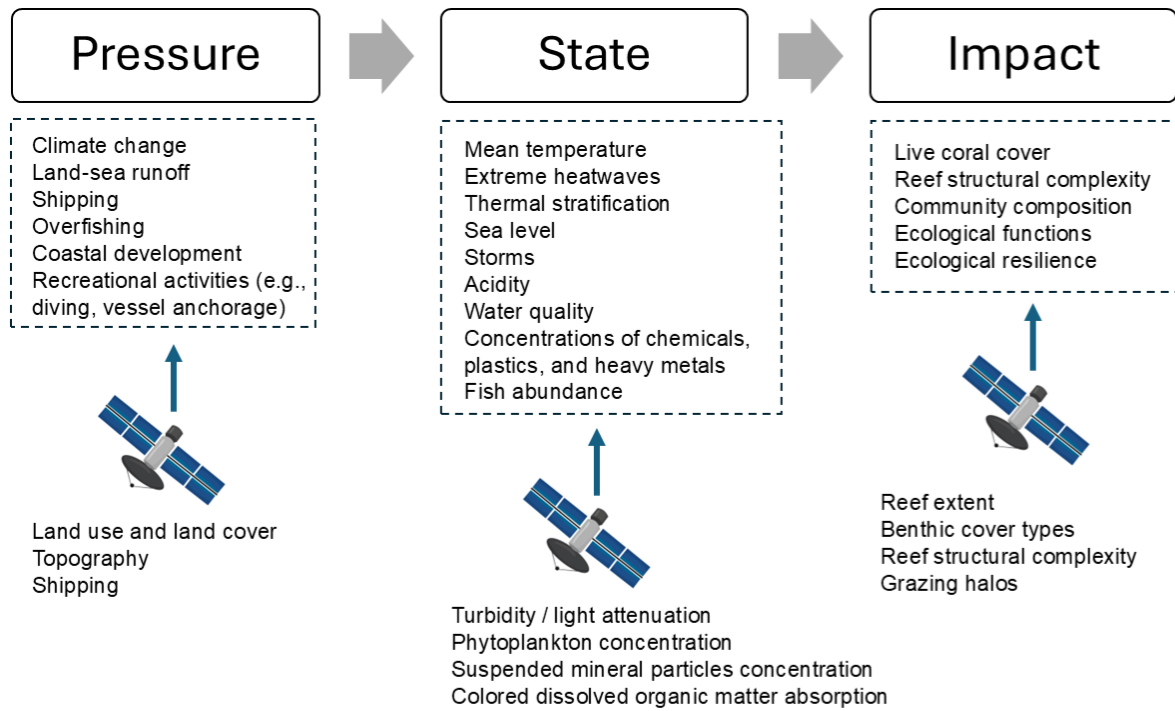 Pressure
State
Impact
Climate change
Land-sea runoff
Shipping
Overfishing
Coastal development
Recreational activities (e.g.,
diving, vessel anchorage)
Mean temperature
Extreme heatwaves
Thermal stratification
Sea level
Storms
Acidity
Water quality
Concentrations of chemicals,
plastics, and heavy metals
Fish abundance
Live coral cover
Reef structural complexity
Community composition
Ecological functions
Ecological resilience
Land use and land cover
Topography
Shipping
Turbidity / light attenuation
Phytoplankton concentration
Suspended mineral particles concentration
Colored dissolved organic matter absorption
Reef extent
Benthic cover types
Reef structural complexity
Grazing halos